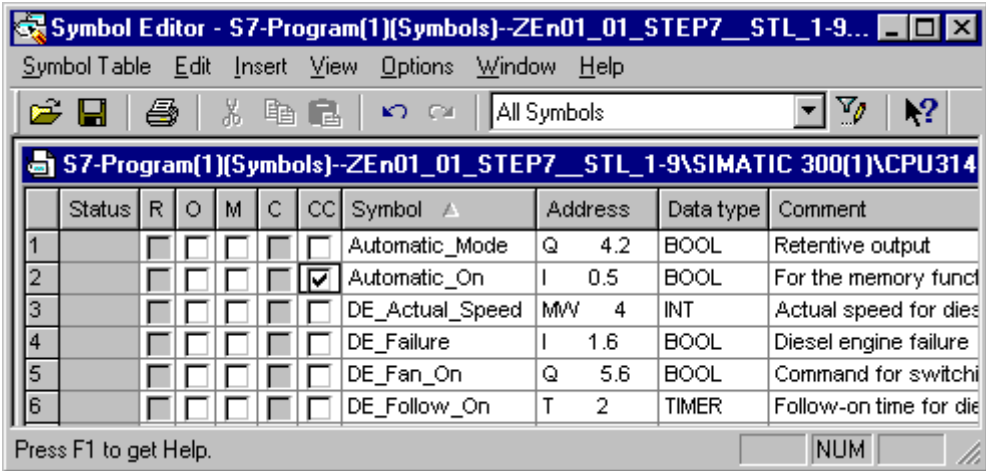 Symbol Editor - S7-Program(1)(Symbols)--ZEn01_01_STEP7__STL_1-9...
Symbol Table Edit Insert View Options Window Help
All Symbols
S7-Program(1)(Symbols)--ZEn01_01_STEP7__STL_1-9\SIMATIC 300(1)\CPU314
Status R O M C CC Symbol Address Data type Comment
1 Automatic_Mode Q 4.2 BOOL Retentive output
2 Automatic_On I 0.5 BOOL For the memory funct
3 DE_Actual_Speed MW 4 INT Actual speed for dies
4 DE_Failure I 1.6 BOOL Diesel engine failure
5 DE_Fan_On Q 5.6 BOOL Command for switchi
6 DE_Follow_On T 2 TIMER Follow-on time for die
Press F1 to get Help. NUM